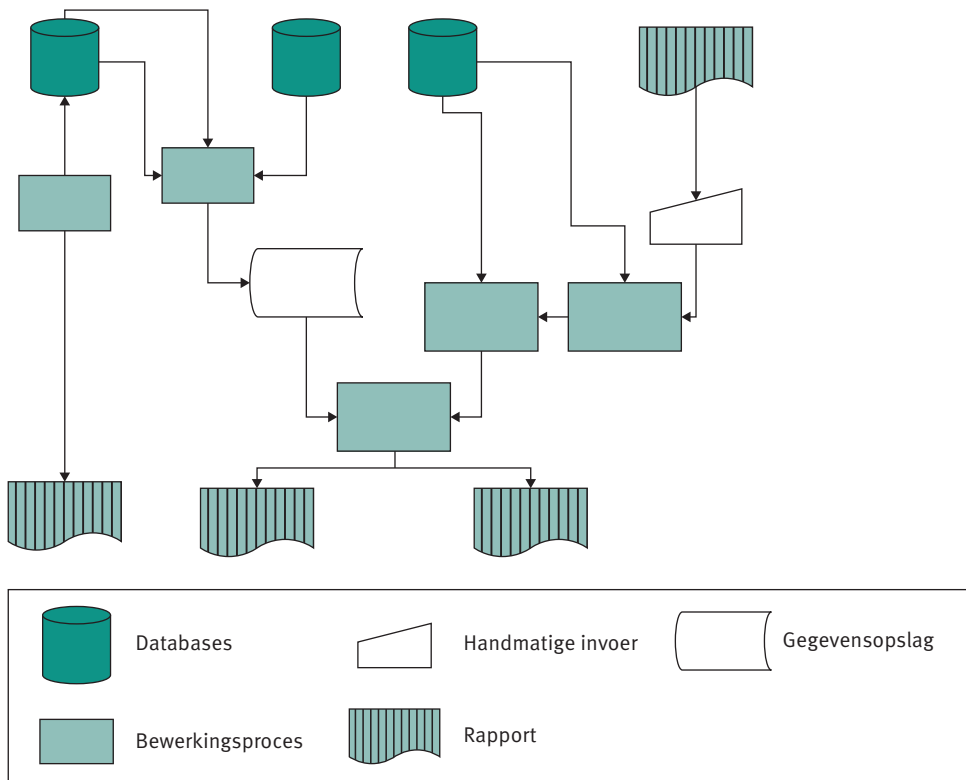 Databases
Handmatige invoer
Gegevensopslag
Bewerkingsproces
Rapport